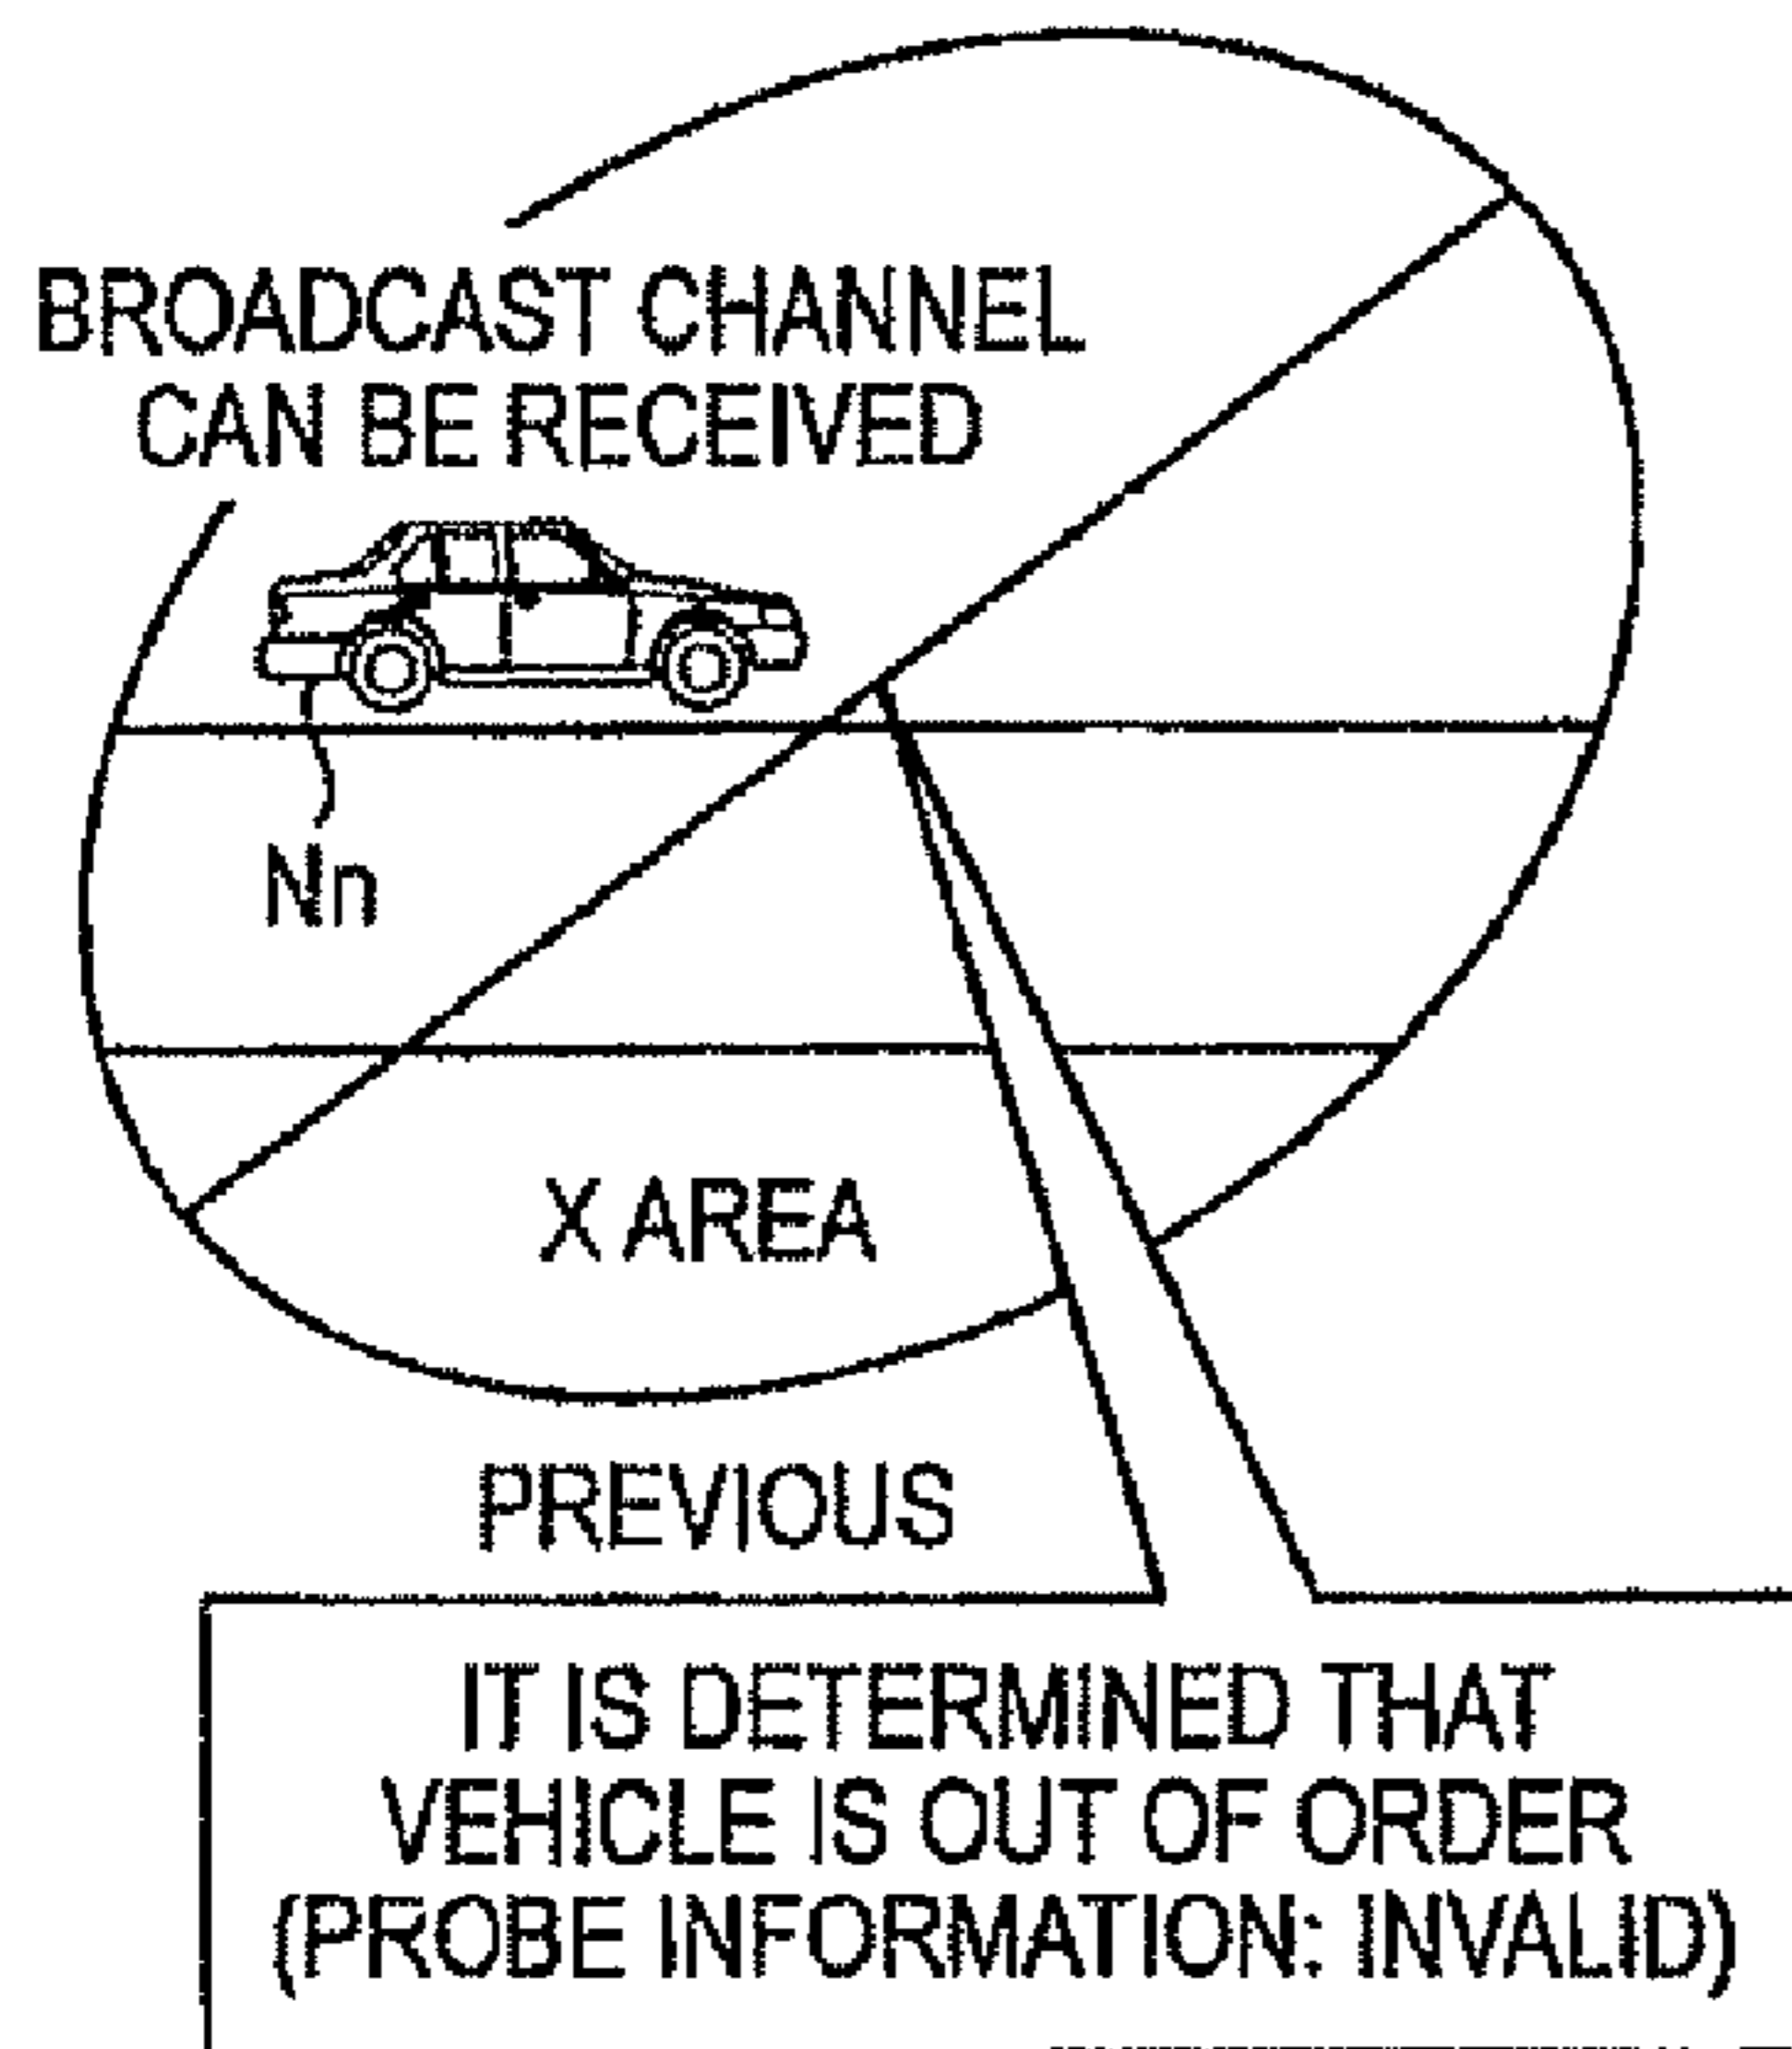 BROADCAST CHANNEL
CAN BE RECEIVED
Nn
X AREA
PREVIOUS
IT IS DETERMINED THAT
VEHICLE IS OUT OF ORDER
(PROBE INFORMATION: INVALID)